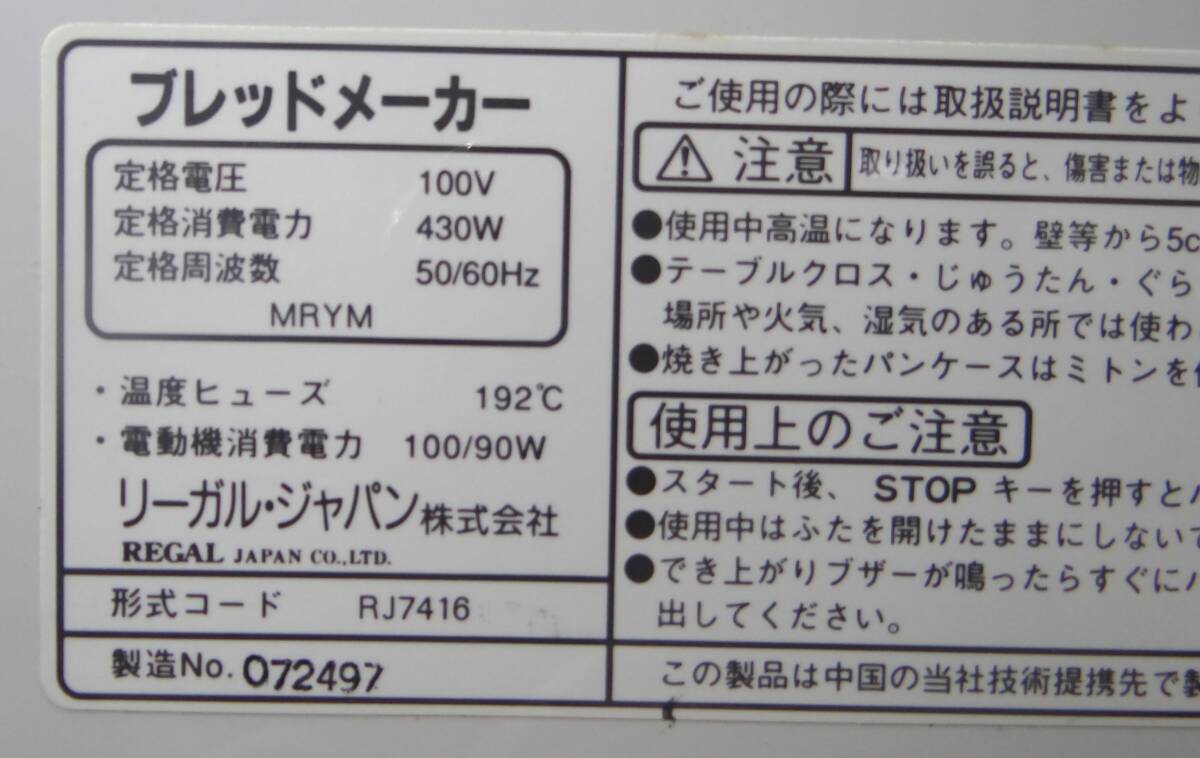 ブレッドメーカー
定格電圧 100V
定格消費電力 430W
定格周波数 50/60Hz
MRYM
・温度ヒューズ 192℃
・電動機消費電力 100/90W
リーガル・ジャパン株式会社
REGAL JAPAN CO.,LTD.
形式コード RJ7416
製造No. 072497
ご使用の際には取扱説明書をよ
⚠ 注意 取り扱いを誤ると、傷害または物
●使用中高温になります。壁等から5c
●テーブルクロス・じゅうたん・ぐら
場所や火気、湿気のある所では使わ
●焼き上がったパンケースはミトンを
使用上のご注意
●スタート後、STOP キーを押すと
●使用中はふたを開けたままにしない
●でき上がりブザーが鳴ったらすぐに
出してください。
この製品は中国の当社技術提携先で製